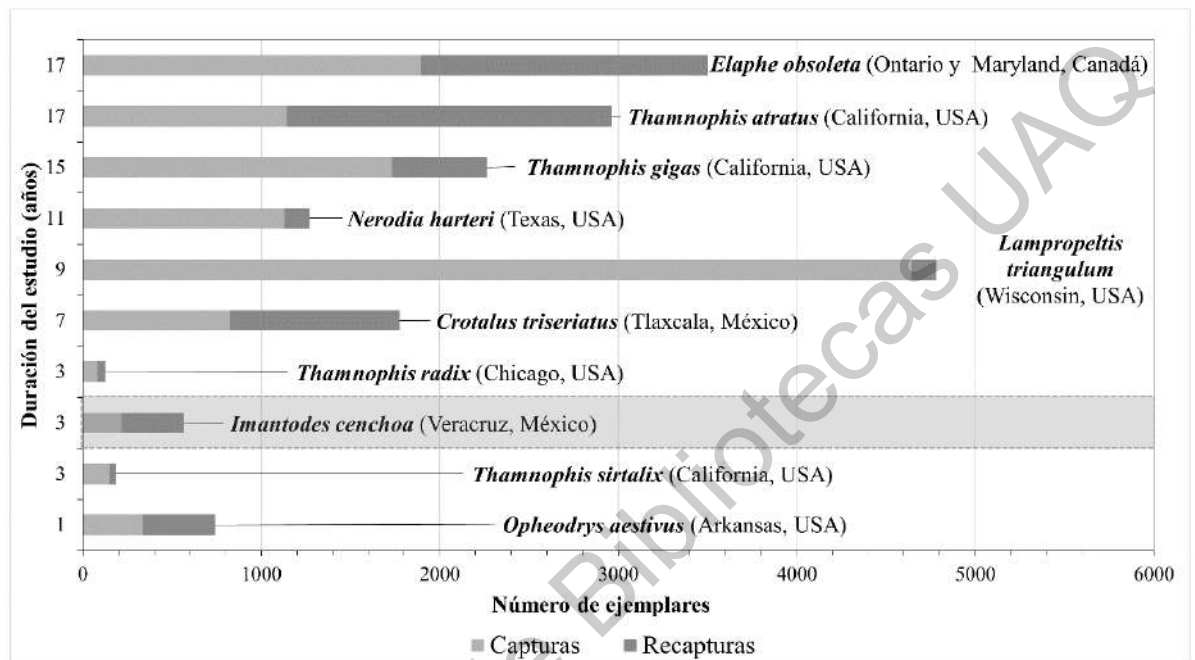 17
Elaphe obsoleta (Ontario y Maryland, Canadá)
17
Thamnophis atratus (California, USA)
15
Thamnophis gigas (California, USA)
11
Nerodia harteri (Texas, USA)
9
Lampropeltis
triangulum
(Wisconsin, USA)
7
Crotalus triseriatus (Tlaxcala, México)
3
Thamnophis radix (Chicago, USA)
3
Imantodes cenchoa (Veracruz, México)
3
Thamnophis sirtalix (California, USA)
1
Opheodrys aestivus (Arkansas, USA)
Duración del estudio (años)
0 1000 2000 3000 4000 5000 6000
Número de ejemplares
Capturas Recapturas
de Bibliotecas UAQ